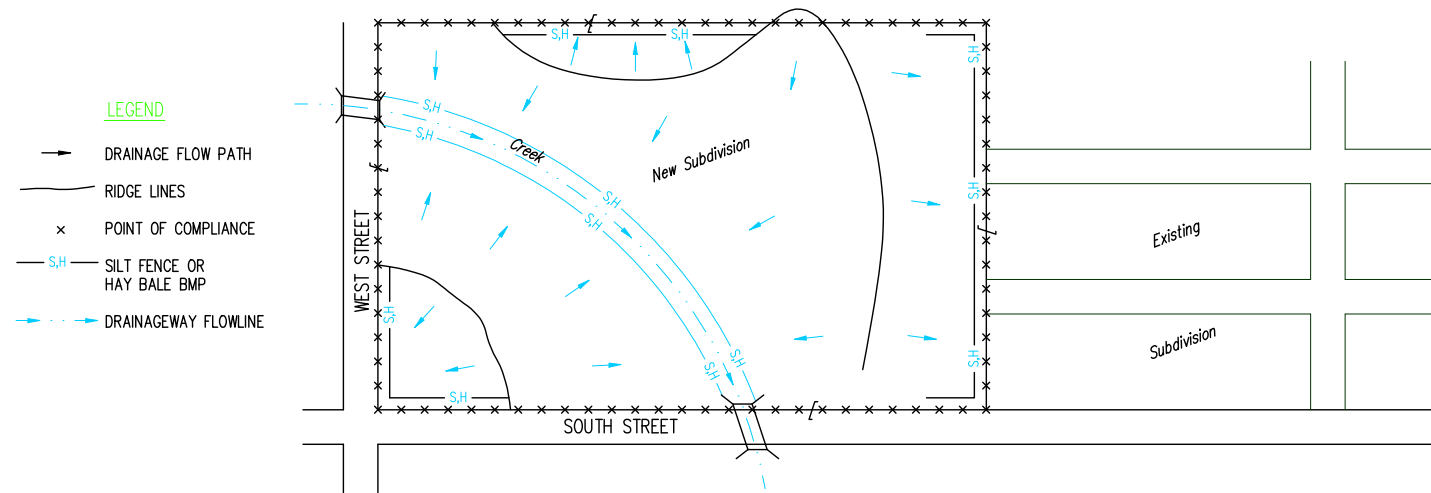 LEGEND
DRAINAGE FLOW PATH
RIDGE LINES
POINT OF COMPLIANCE
S,H
SILT FENCE OR
HAY BALE BMP
DRAINAGEWAY FLOWLINE
S,H
S,H
S,H
S,H
S,H
Creek
New Subdivision
S,H
S,H
S,H
WEST STREET
Existing
S,H
Subdivision
S,H
S,H
S,H
S,H
SOUTH STREET